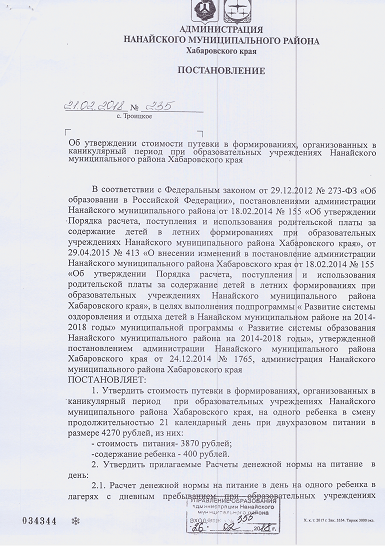 АДМИНИСТРАЦИЯ
НАНАЙСКОГО МУНИЦИПАЛЬНОГО РАЙОНА
Хабаровского края
ПОСТАНОВЛЕНИЕ
21.02.2018 № 235
с. Троицкое
Об утверждении стоимости путевки в формированиях, организованных в
каникулярный период при образовательных учреждениях Нанайского
муниципального района Хабаровского края
В соответствии с Федеральным законом от 29.12.2012 № 273-ФЗ «Об
образовании в Российской Федерации», постановлениями администрации
Нанайского муниципального района от 18.02.2014 № 155 «Об утверждении
Порядка расчета, поступления и использования родительской платы за
содержание детей в летних формированиях при образовательных
учреждениях Нанайского муниципального района Хабаровского края», от
29.04.2015 № 413 «О внесении изменений в постановление администрации
Нанайского муниципального района Хабаровского края от 18.02.2014 № 155
«Об утверждении Порядка расчета, поступления и использования
родительской платы за содержание детей в летних формированиях при
образовательных учреждениях Нанайского муниципального района
Хабаровского края», в целях выполнения подпрограммы « Развитие системы
оздоровления и отдыха детей в Нанайском муниципальном районе на 2014-
2018 годы» муниципальной программы « Развитие системы образования
Нанайского муниципального района на 2014-2018 годы», утвержденной
постановлением администрации Нанайского муниципального района
Хабаровского края от 24.12.2014 № 1765, администрация Нанайского
муниципального района Хабаровского края
ПОСТАНОВЛЯЕТ:
1. Утвердить стоимость путевки в формированиях, организованных в
каникулярный период при образовательных учреждениях Нанайского
муниципального района Хабаровского края, на одного ребенка в смену
продолжительностью 21 календарный день при двухразовом питании в
размере 4270 рублей, из них:
- стоимость питания- 3870 рублей;
-содержание ребенка - 400 рублей.
2. Утвердить прилагаемые Расчеты денежной нормы на питание в
день:
2.1. Расчет денежной нормы на питание в день на одного ребенка в
лагерях с дневным пребыванием при образовательных учреждениях
УПРАВЛЕНИЕ ОБРАЗОВАНИЯ
администрации Нанайского
муниципального района
034344